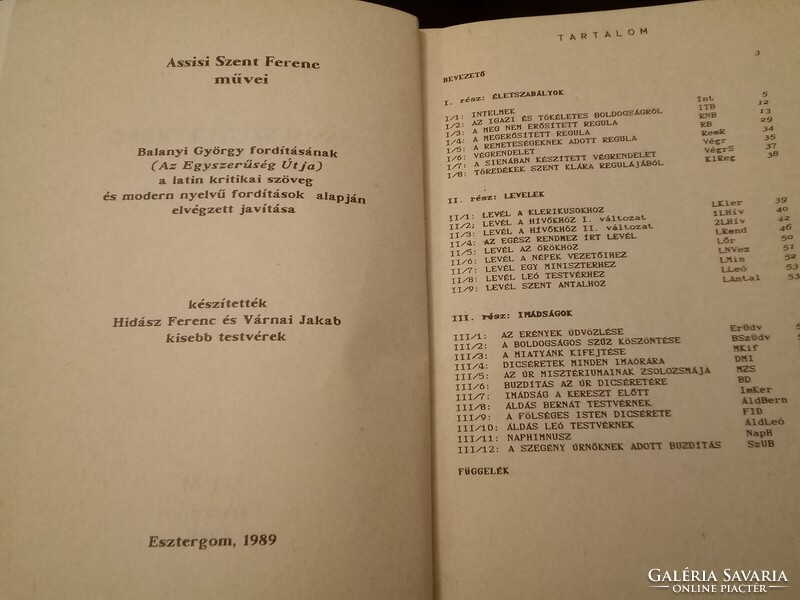 Assisi Szent Ferenc
művei
Balanyi György fordításának
(Az Egyszerűség Útja)
a latin kritikai szöveg
és modern nyelvű fordítások alapján
elvégzett javítása
készítették
Hidász Ferenc és Várnai Jakab
kisebb testvérek
Esztergom, 1989
TARTALOM
BEVEZETŐ 3
I. rész: ÉLETSZABÁLYOK
I/1: INTELMEK Int 5
I/2: AZ IGAZI ÉS TÖKÉLETES BOLDOGSÁGRÓL ITB 12
I/3: A MEG NEM ERŐSÍTETT REGULA RNB 13
I/4: A MEGERŐSÍTETT REGULA RB 29
I/5: A REMETESÉGEKNEK ADOTT REGULA RemR 34
I/6: VÉGRENDELET Végr 35
I/7: A SIENÁBAN KÉSZÍTETT VÉGRENDELET VégrS 37
I/8: TÖREDÉKEK SZENT KLÁRA REGULÁJÁBÓL KlReg 38
II. rész: LEVELEK
II/1: LEVÉL A KLERIKUSOKHOZ LKler 39
II/2; LEVÉL A HÍVŐKHÖZ I. változat 1LHív 40
II/3: LEVÉL A HÍVŐKHÖZ II. változat 2LHív 42
II/4: AZ EGÉSZ RENDHEZ ÍRT LEVÉL LRend 46
II/5: LEVÉL AZ ŐRÖKHÖZ LŐr 50
II/6: LEVÉL A NÉPEK VEZETŐIHEZ LNVez 51
II/7: LEVÉL EGY MINISZTERHEZ LMin 52
II/8: LEVÉL LEÓ TESTVÉRHEZ LLeó 53
II/9: LEVÉL SZENT ANTALHOZ LAntal 53
III. rész: IMÁDSÁGOK
III/1: AZ ERÉNYEK ÜDVÖZLÉSE Erüdv
III/2: A BOLDOGSÁGOS SZŰZ KÖSZÖNTÉSE BSzüdv
III/3: A MIATYÁNK KIFEJTÉSE MKif
III/4: DICSÉRETEK MINDEN IMAÓRÁRA DMI
III/5: AZ ÚR MISZTÉRIUMAINAK ZSOLOZSMÁJA MZS
III/6: BUZDÍTÁS AZ ÚR DICSÉRETÉRE BD
III/7: IMÁDSÁG A KERESZT ELŐTT ImKer
III/8: ÁLDÁS BERNÁT TESTVÉRNEK ÁldBern
III/9: A FÖLSÉGES ISTEN DICSÉRETE FID
III/10: ÁLDÁS LEÓ TESTVÉRNEK ÁldLeó
III/11: NAPHIMNUSZ NapH
III/12: A SZEGÉNY ÚRNŐKNEK ADOTT BUZDÍTÁS SzÚB
FÜGGELÉK
GALÉRIA SAVARIA
ONLINE PIACTÉR